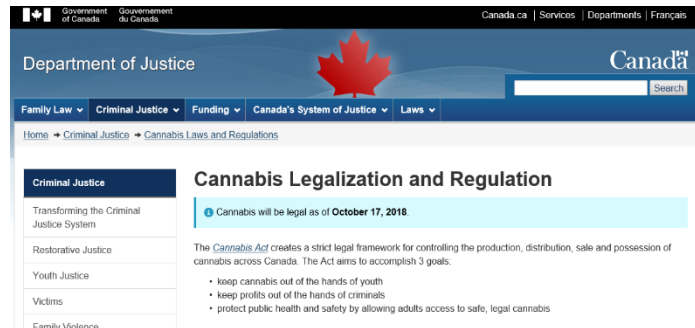 Government Gouvernement
of Canada du Canada
Canada.ca | Services | Departments | Français
Department of Justice
Canada
Search
Family Law Criminal Justice Funding Canada's System of Justice Laws
Home ➔ Criminal Justice ➔ Cannabis Laws and Regulations
Criminal Justice
Transforming the Criminal
Justice System
Restorative Justice
Youth Justice
Victims
Family Violence
Cannabis Legalization and Regulation
Cannabis will be legal as of October 17, 2018.
The Cannabis Act creates a strict legal framework for controlling the production, distribution, sale and possession of
cannabis across Canada. The Act aims to accomplish 3 goals:
• keep cannabis out of the hands of youth
• keep profits out of the hands of criminals
• protect public health and safety by allowing adults access to safe, legal cannabis